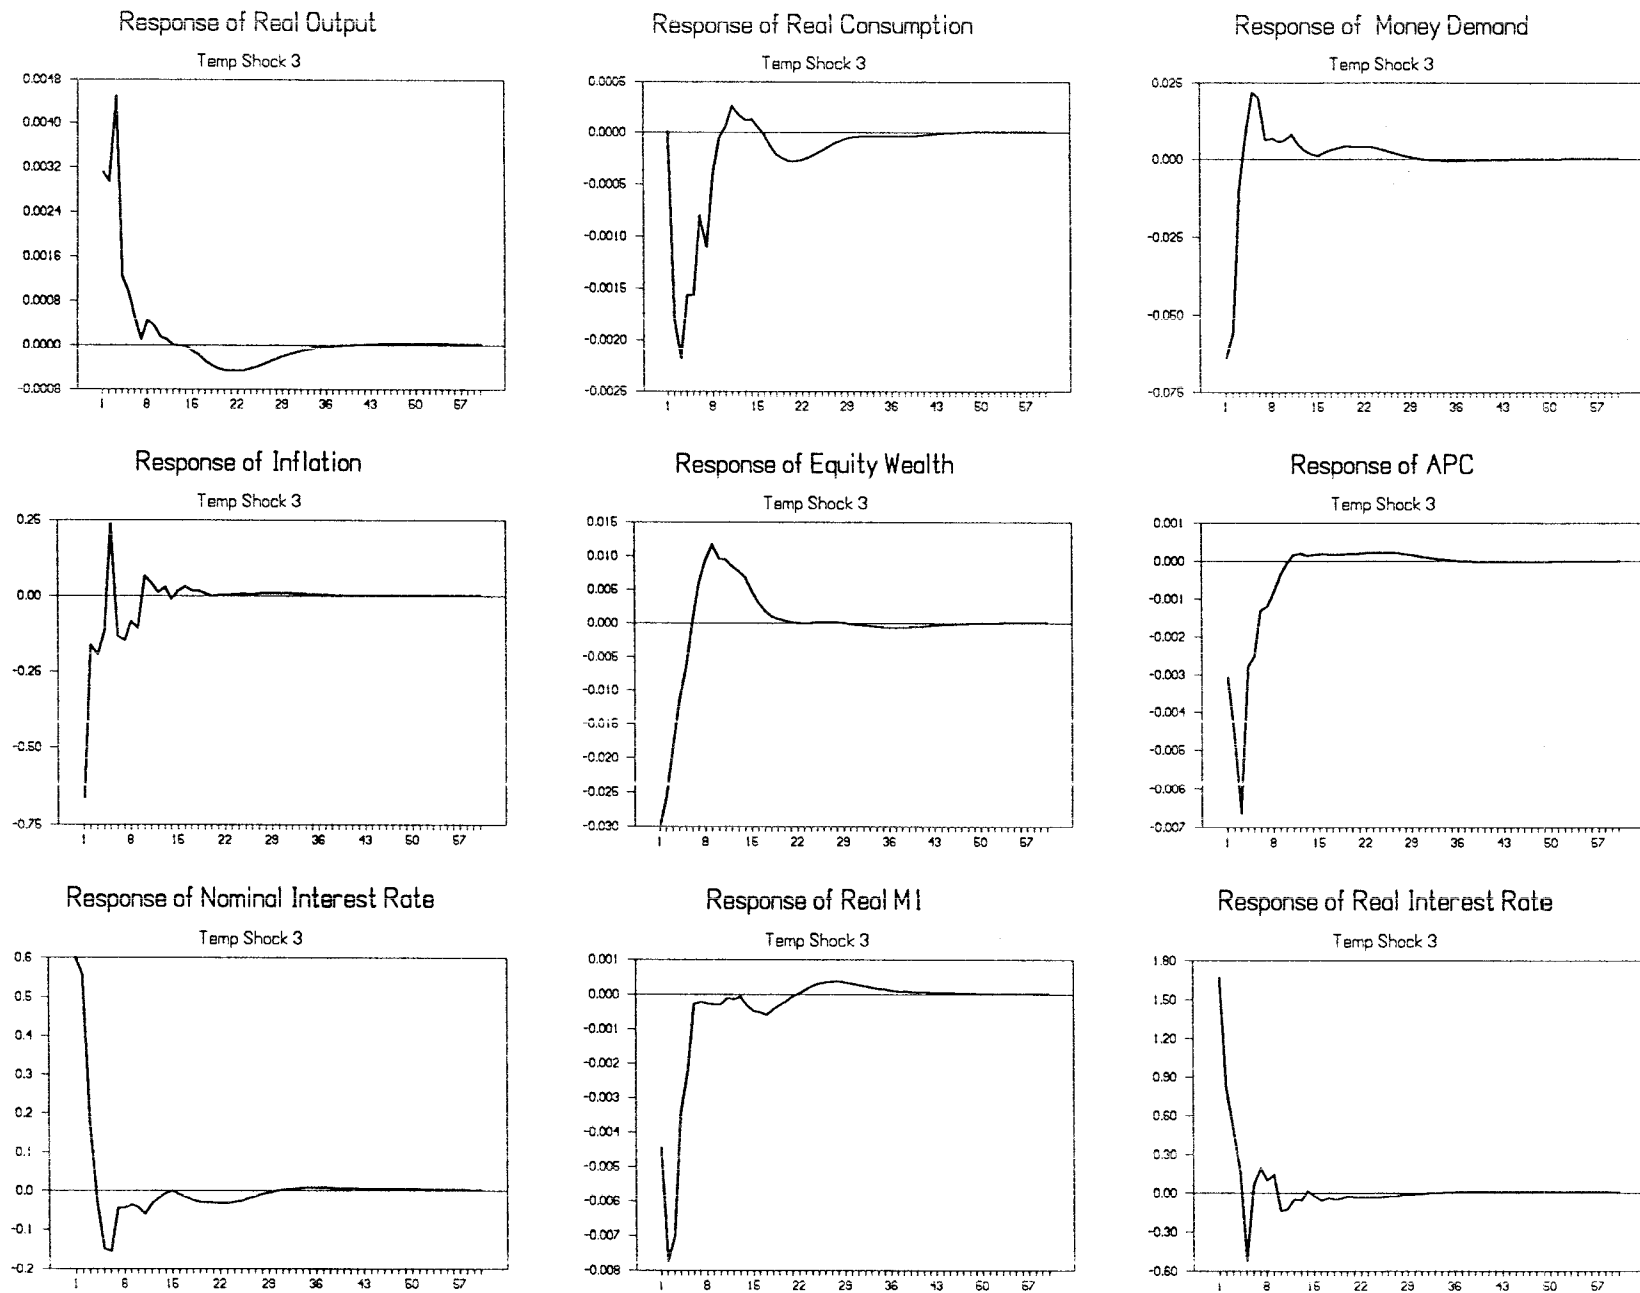 Response of Real Output
Temp Shock 3
0.0048
0.0040
0.0032
0.0024
0.0016
0.0008
0.0000
-0.0008
1 8 15 22 29 36 43 50 57
Response of Real Consumption
Temp Shock 3
0.0005
0.0000
-0.0005
-0.0010
-0.0015
-0.0020
-0.0025
1 8 15 22 29 36 43 50 57
Response of Money Demand
Temp Shock 3
0.025
0.000
-0.025
-0.050
-0.075
1 8 15 22 29 36 43 50 57
Response of Inflation
Temp Shock 3
0.25
0.00
-0.25
-0.50
-0.75
1 8 15 22 29 36 43 50 57
Response of Equity Wealth
Temp Shock 3
0.015
0.010
0.005
0.000
-0.005
-0.010
-0.015
-0.020
-0.025
-0.030
1 8 15 22 29 36 43 50 57
Response of APC
Temp Shock 3
0.001
0.000
-0.001
-0.002
-0.003
-0.004
-0.005
-0.006
-0.007
1 8 15 22 29 36 43 50 57
Response of Nominal Interest Rate
Temp Shock 3
0.6
0.5
0.4
0.3
0.2
0.1
0.0
-0.1
-0.2
1 8 15 22 29 36 43 50 57
Response of Real M1
Temp Shock 3
0.001
0.000
-0.001
-0.002
-0.003
-0.004
-0.005
-0.006
-0.007
-0.008
1 8 15 22 29 36 43 50 57
Response of Real Interest Rate
Temp Shock 3
1.80
1.50
1.20
0.90
0.60
0.30
0.00
-0.30
-0.60
1 8 15 22 29 36 43 50 57